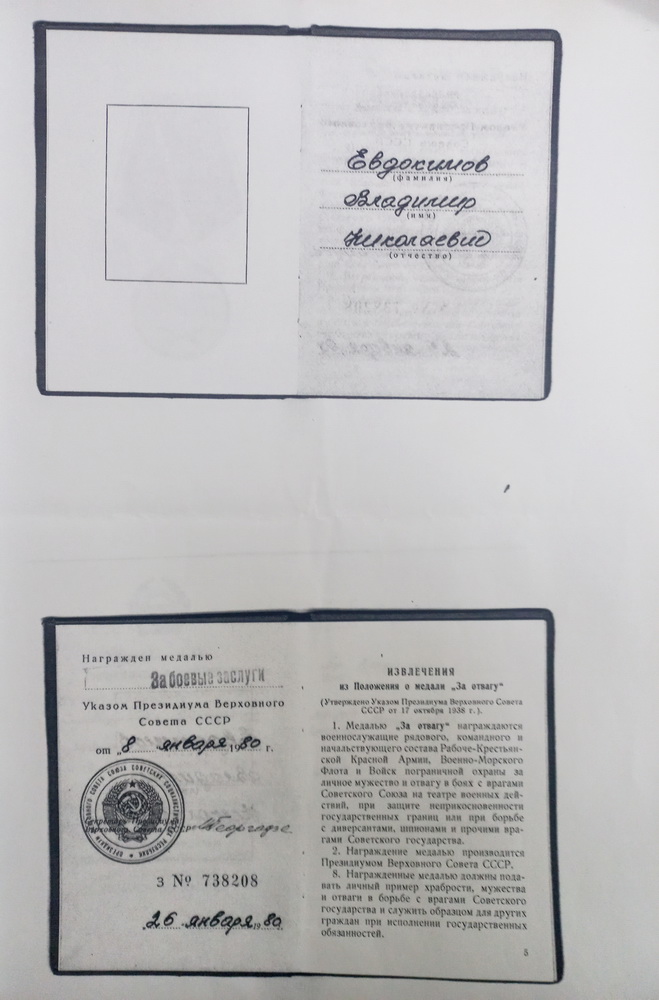 Евдокимов
(фамилия)
Владимир
(имя)
Николаевич
(отчество)
Награжден медалью
За боевые заслуги
Указом Президиума Верховного
Совета СССР
от „8 января 1980 г.
Секретарь Президиума
Верховного Совета
Георгадзе
З № 738208
26 января 1980
ИЗВЛЕЧЕНИЯ
из Положения о медали „За отвагу“
(Утверждено Указом Президиума Верховного Совета
СССР от 17 октября 1938 г.).
1. Медалью „За отвагу“ награждаются
военнослужащие рядового, командного и
начальствующего состава Рабоче-Крестьян-
ской Красной Армии, Военно-Морского
Флота и Войск пограничной охраны за
личное мужество и отвагу в боях с врагами
Советского Союза на театре военных дей-
ствий, при защите неприкосновенности
государственных границ или при борьбе
с диверсантами, шпионами и прочими вра-
гами Советского государства.
2. Награждение медалью производится
Президиумом Верховного Совета СССР.
8. Награжденные медалью должны пода-
вать личный пример храбрости, мужества
и отваги в борьбе с врагами Советского
государства и служить образцом для других
граждан при исполнении государственных
обязанностей.
5